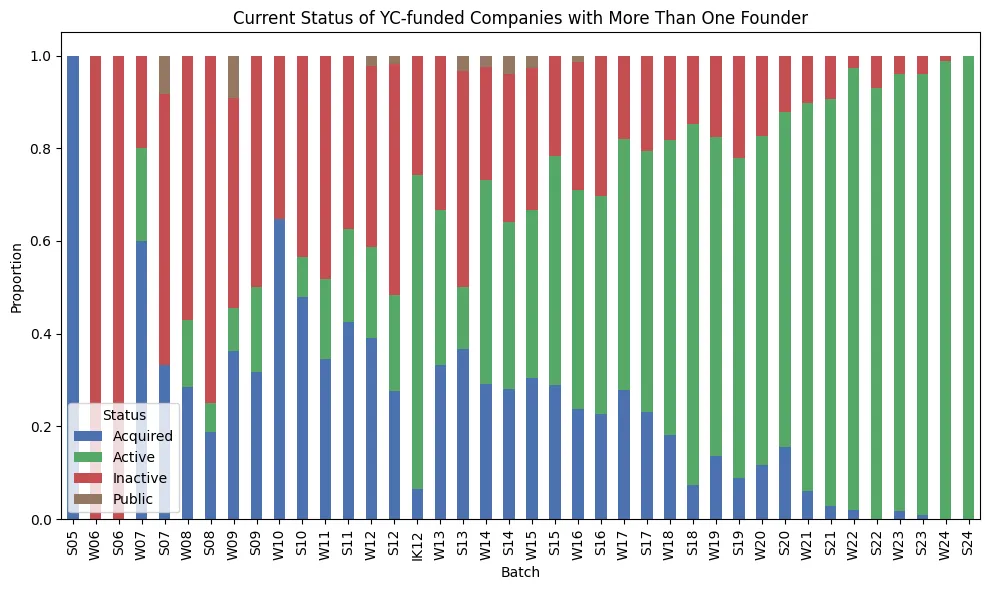 Current Status of YC-funded Companies with More Than One Founder
Proportion
1.0
0.8
0.6
0.4
0.2
0.0
Status
Acquired
Active
Inactive
Public
S05 W06 S06 W07 S07 W08 S08 W09 S09 W10 S10 W11 S11 W12 S12 IK12 W13 S13 W14 S14 W15 S15 W16 S16 W17 S17 W18 S18 W19 S19 W20 S20 W21 S21 W22 S22 W23 S23 W24 S24
Batch